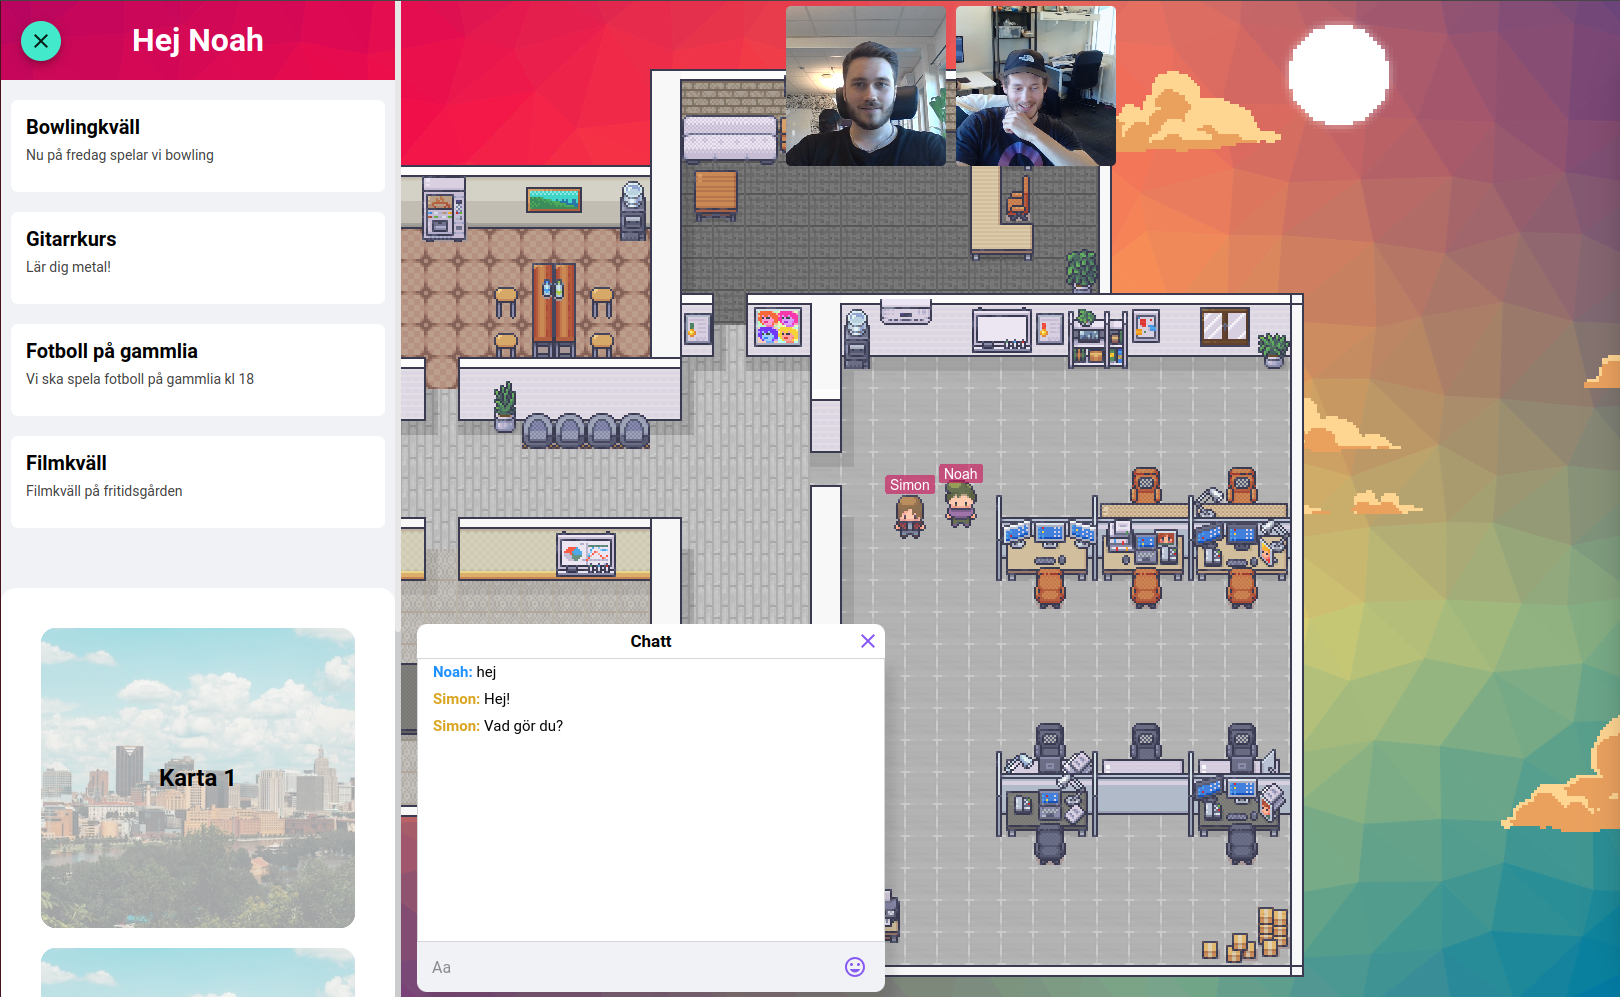 Hej Noah
Bowlingkväll
Nu på fredag spelar vi bowling
Gitarrkurs
Lär dig metal!
Fotboll på gammlia
Vi ska spela fotboll på gammlia kl 18
Filmkväll
Filmkväll på fritidsgården
Karta 1
Simon
Noah
Chatt
Noah: hej
Simon: Hej!
Simon: Vad gör du?
Aa